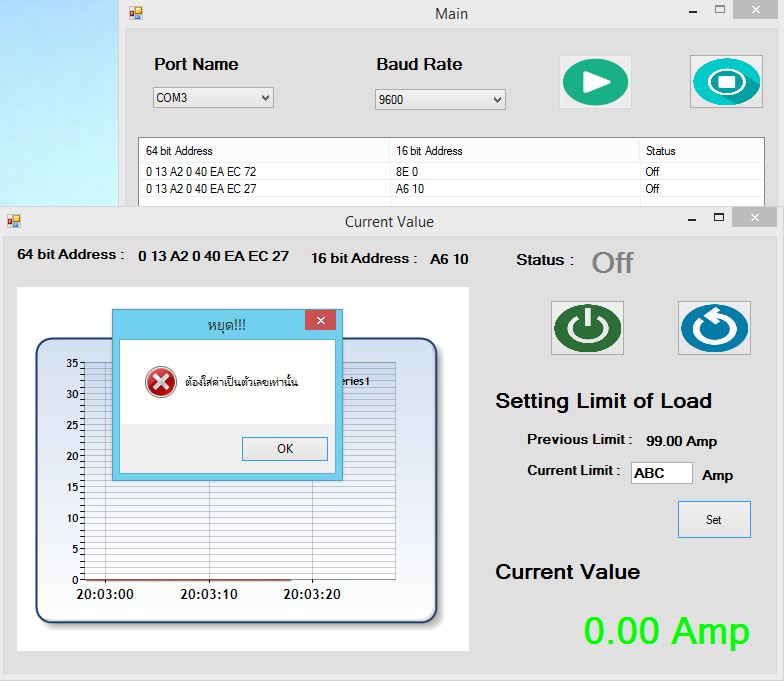 Main
Port Name
Baud Rate
COM3
9600
64 bit Address 16 bit Address Status
0 13 A2 0 40 EA EC 72 8E 0 Off
0 13 A2 0 40 EA EC 27 A6 10 Off
Current Value
64 bit Address : 0 13 A2 0 40 EA EC 27 16 bit Address : A6 10 Status : Off
หยุด!!!
ต้องใส่ค่าเป็นตัวเลขเท่านั้น
OK
eries1
35
30
25
20
15
10
5
0
20:03:00 20:03:10 20:03:20
Setting Limit of Load
Previous Limit : 99.00 Amp
Current Limit : ABC Amp
Set
Current Value
0.00 Amp